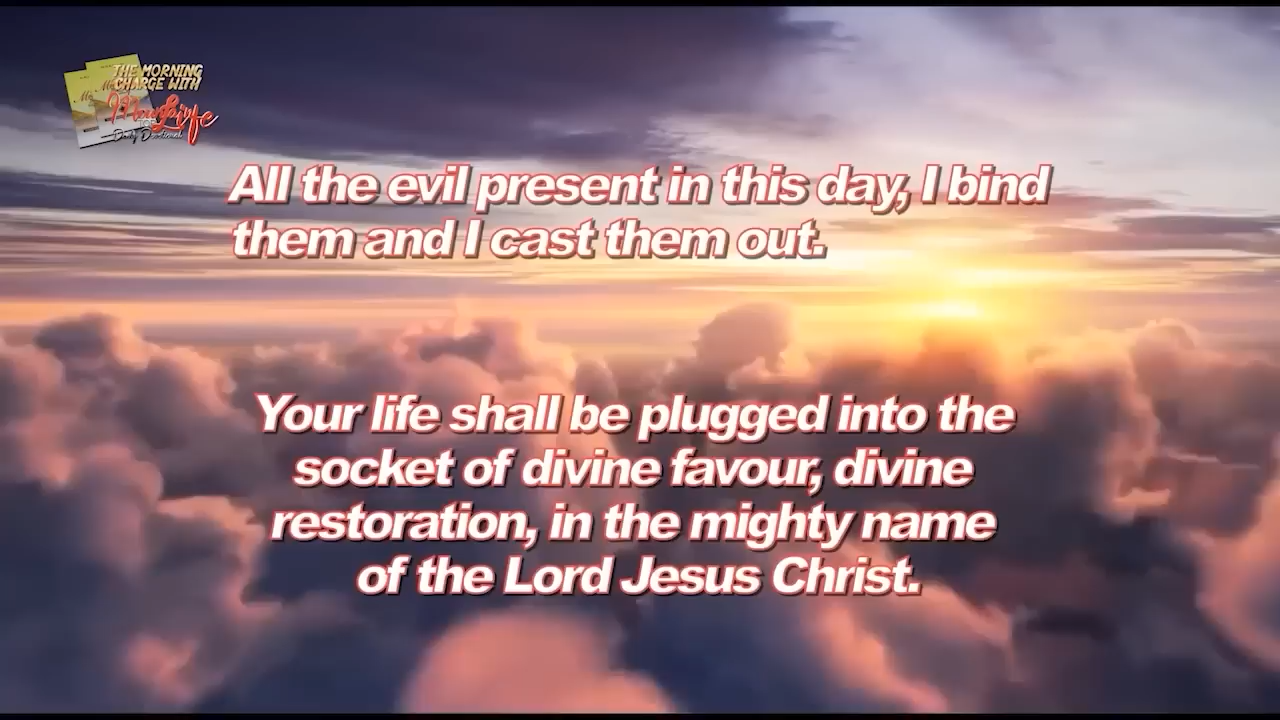 THE MORNING
CHARGE WITH
Daily Devotional
All the evil present in this day, I bind
them and I cast them out.
Your life shall be plugged into the
socket of divine favour, divine
restoration, in the mighty name
of the Lord Jesus Christ.